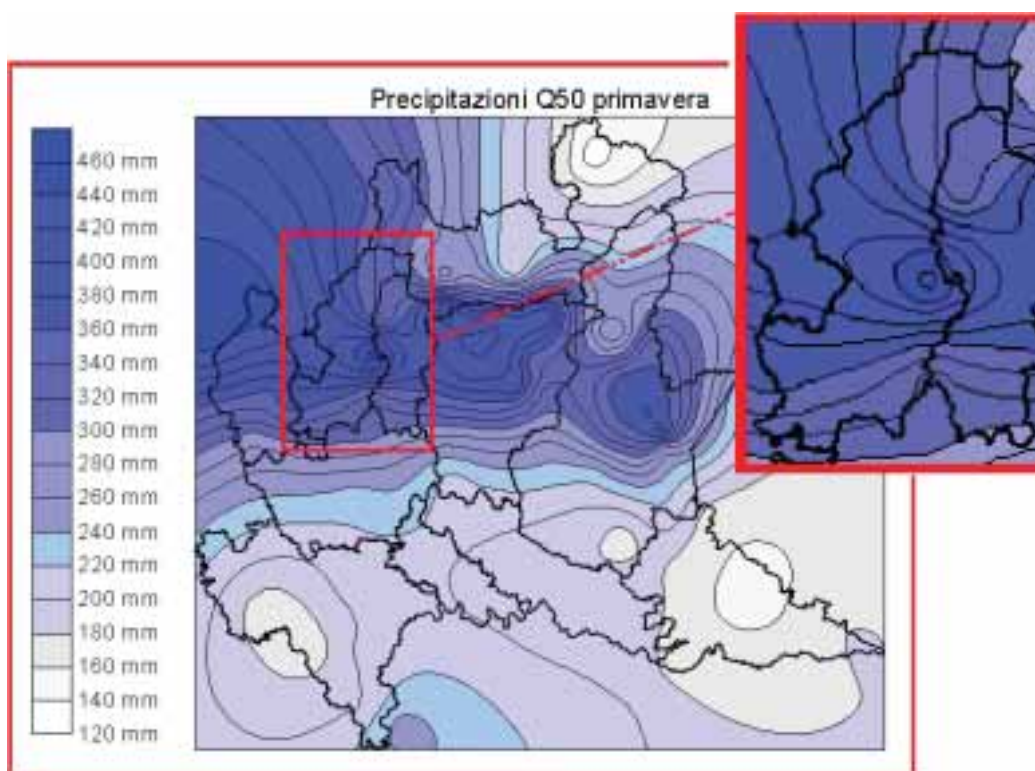 Precipitazioni Q50 primavera
460 mm
440 mm
420 mm
400 mm
380 mm
360 mm
340 mm
320 mm
300 mm
280 mm
260 mm
240 mm
220 mm
200 mm
180 mm
160 mm
140 mm
120 mm